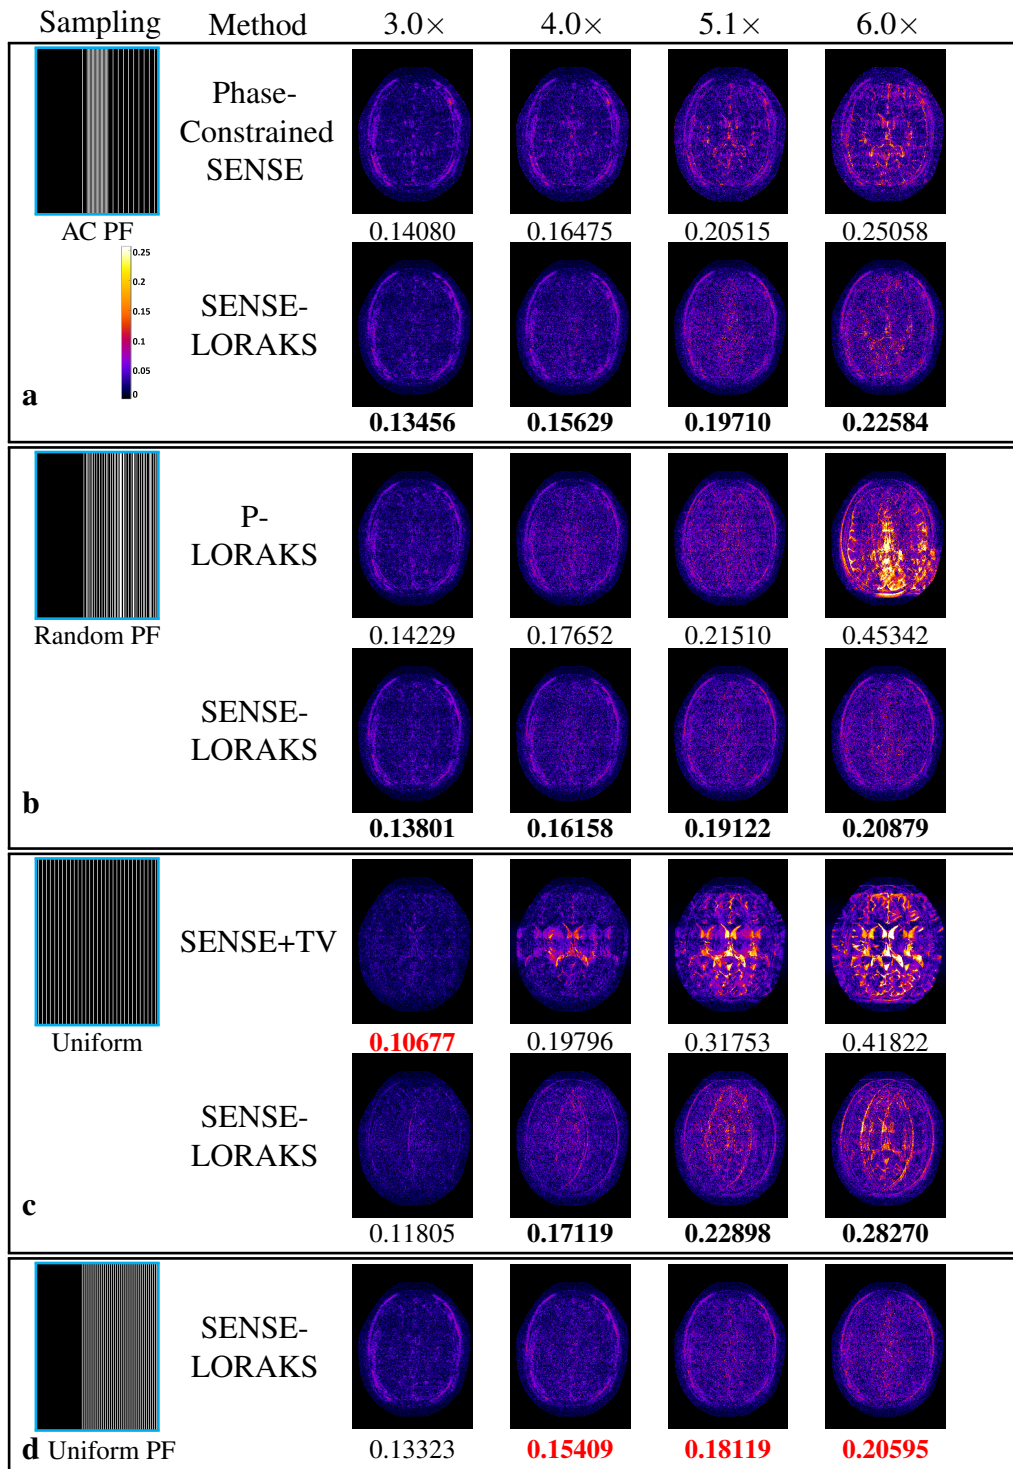 Sampling Method 3.0× 4.0× 5.1× 6.0×
Phase-
Constrained
SENSE
AC PF
0.14080 0.16475 0.20515 0.25058
0.25
0.2
0.15
0.1
0.05
0
SENSE-
LORAKS
a
0.13456 0.15629 0.19710 0.22584
P-
LORAKS
Random PF
0.14229 0.17652 0.21510 0.45342
SENSE-
LORAKS
b
0.13801 0.16158 0.19122 0.20879
SENSE+TV
Uniform
0.10677 0.19796 0.31753 0.41822
SENSE-
LORAKS
c
0.11805 0.17119 0.22898 0.28270
SENSE-
LORAKS
d Uniform PF
0.13323 0.15409 0.18119 0.20595